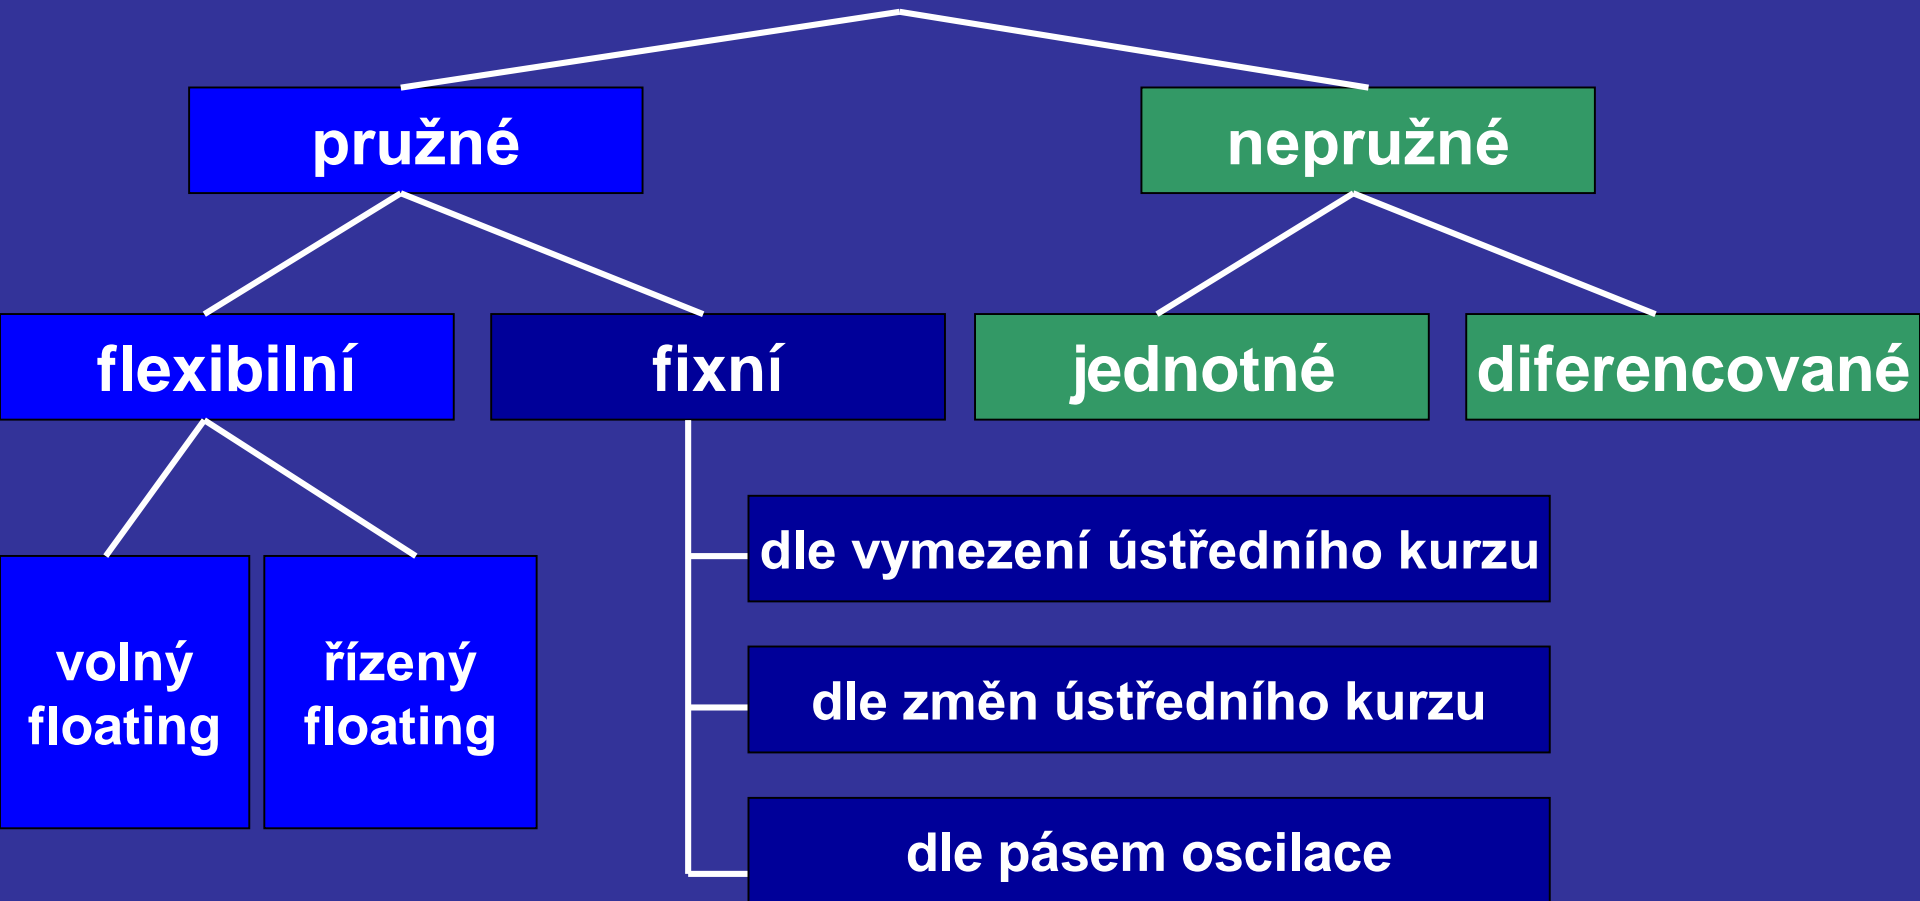 pružné
nepružné
flexibilní
fixní
jednotné
diferencované
dle vymezení ústředního kurzu
volný
floating
řízený
floating
dle změn ústředního kurzu
dle pásem oscilace